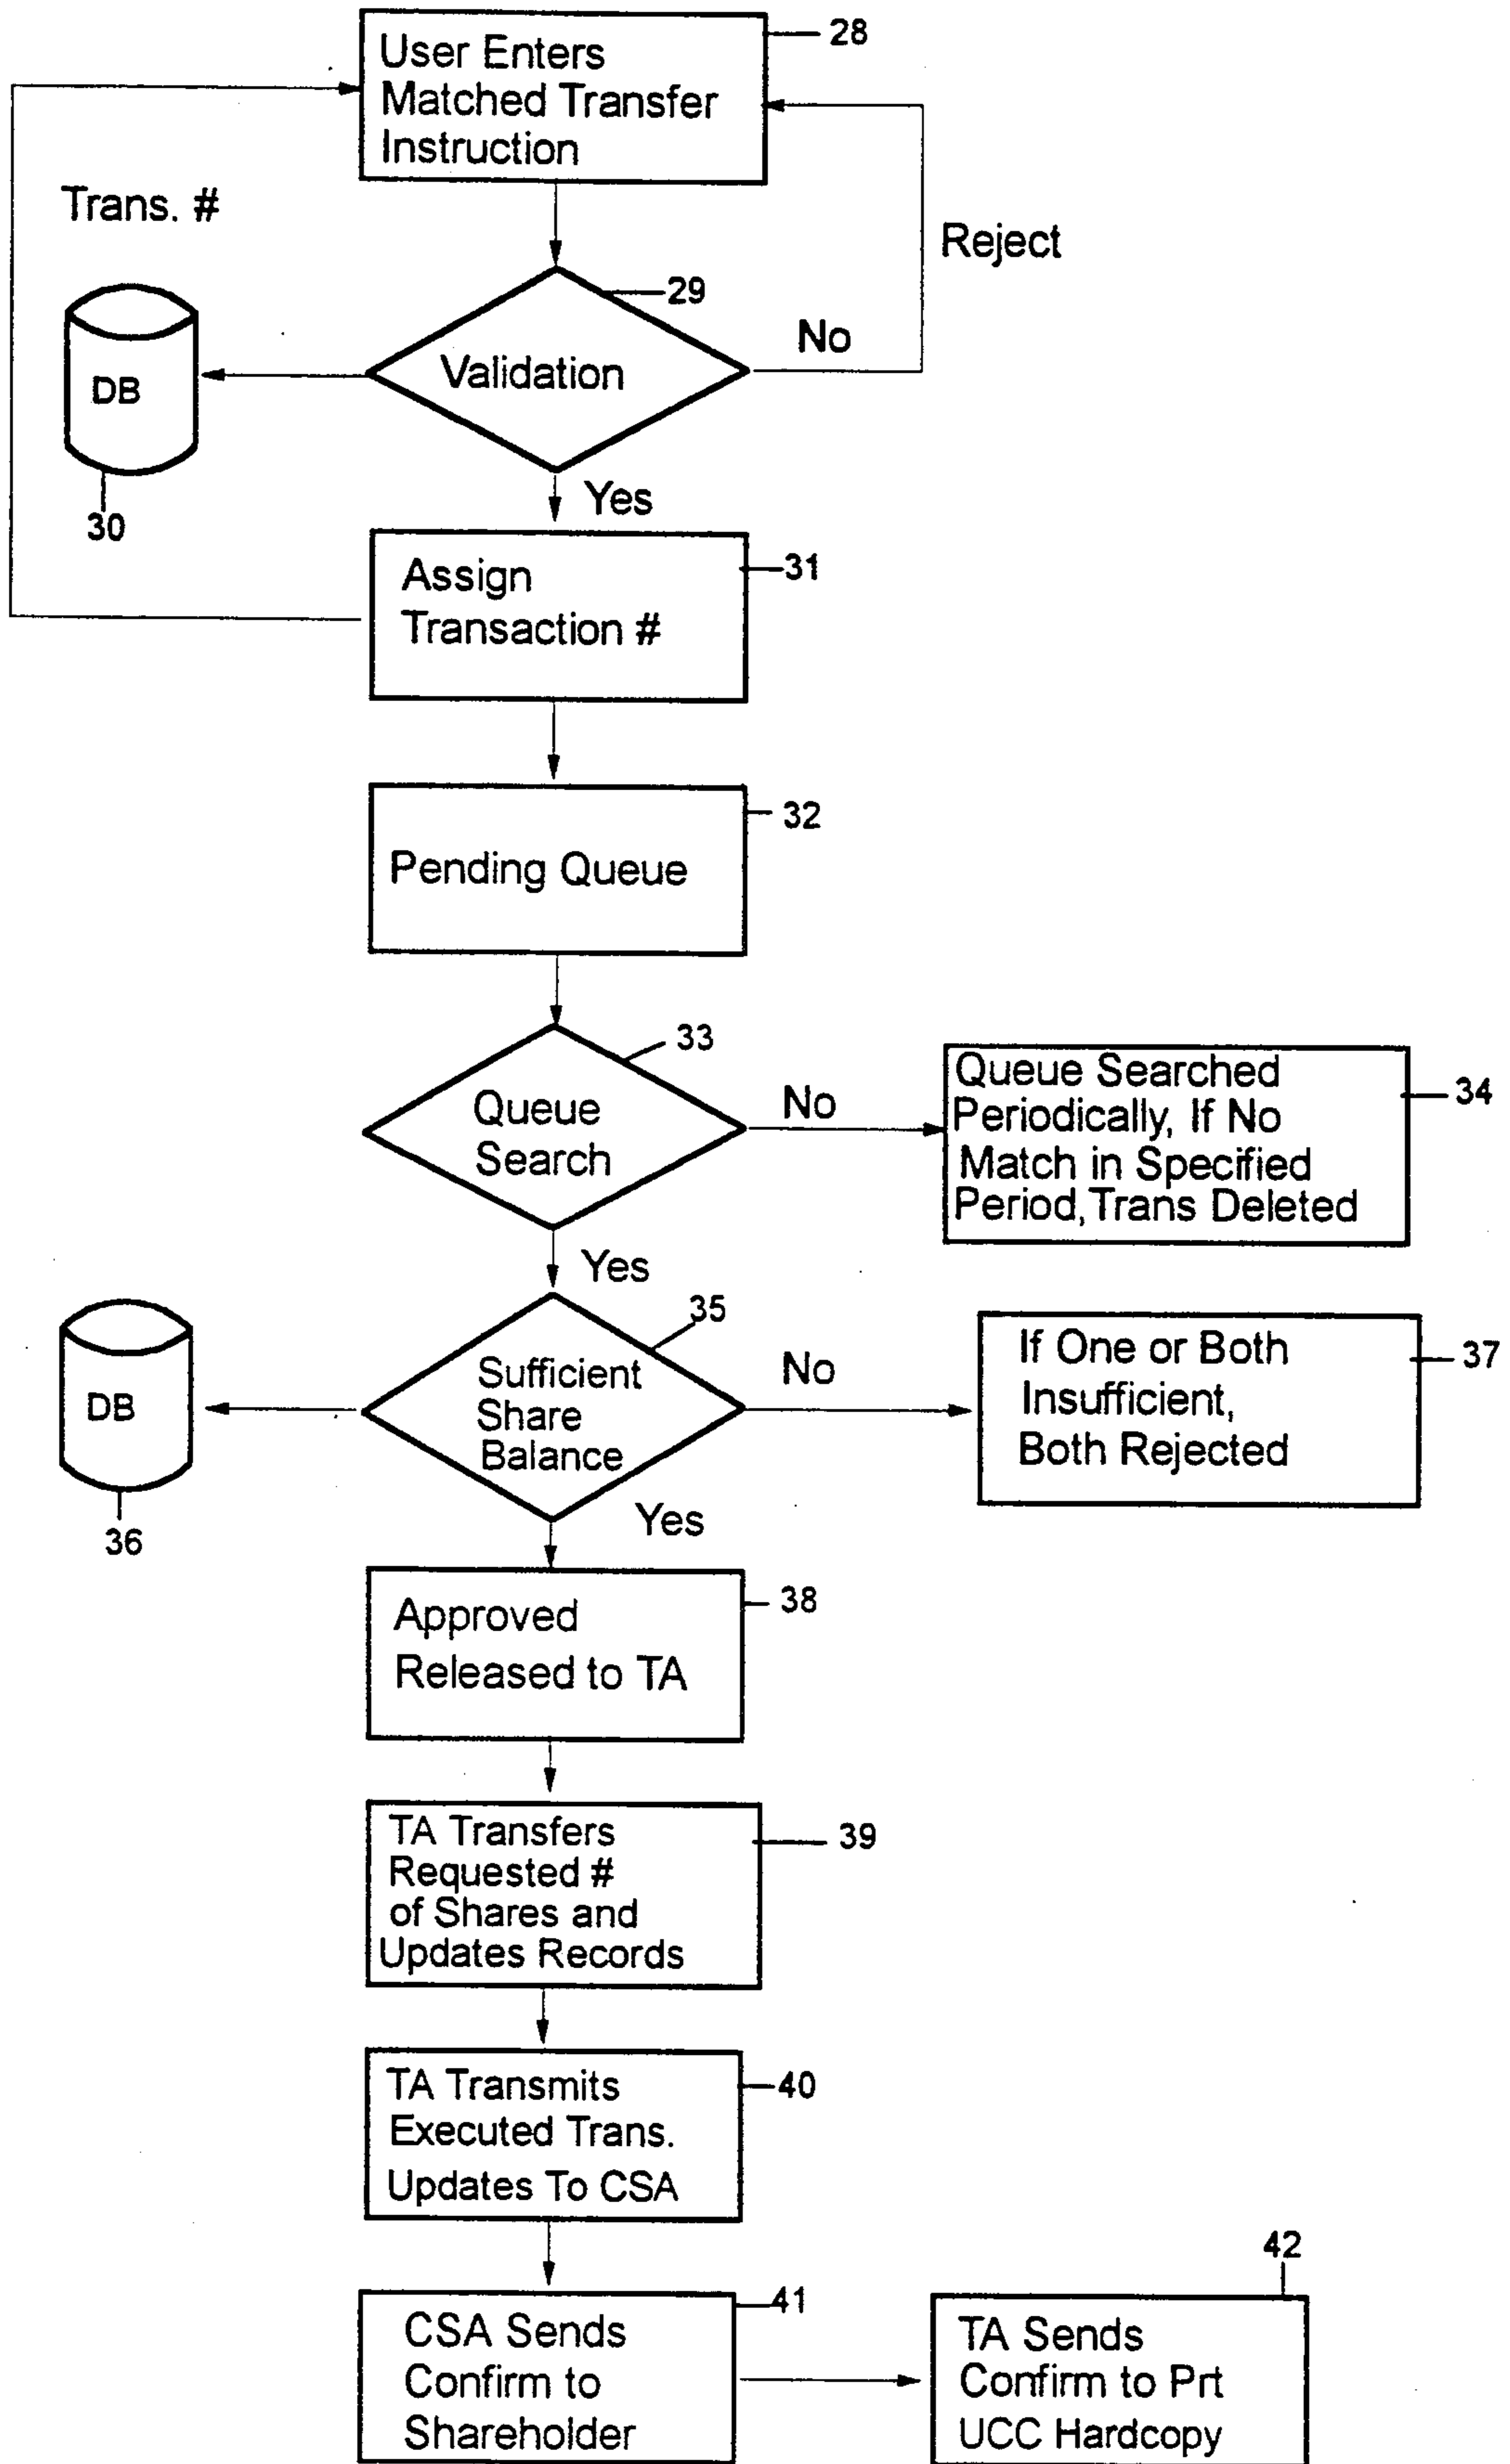 28
User Enters
Matched Transfer
Instruction
Trans. #
Reject
29
No
Validation
DB
30
Yes
Assign
Transaction #
31
32
Pending Queue
33
Queue
Search
No
Queue Searched
Periodically, If No
Match in Specified
Period, Trans Deleted
34
Yes
35
Sufficient
Share
Balance
DB
36
No
If One or Both
Insufficient,
Both Rejected
37
Yes
Approved
Released to TA
38
TA Transfers
Requested #
of Shares and
Updates Records
39
TA Transmits
Executed Trans.
Updates To CSA
40
CSA Sends
Confirm to
Shareholder
41
42
TA Sends
Confirm to Prt
UCC Hardcopy